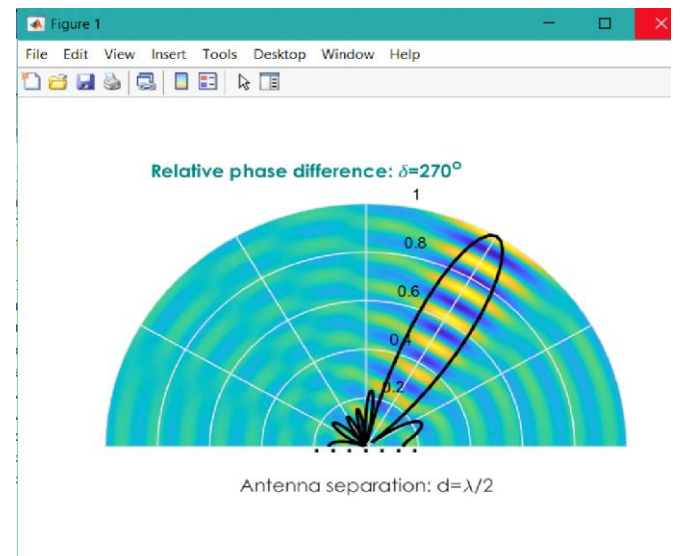 Figure 1
File Edit View Insert Tools Desktop Window Help
Relative phase difference: δ=270°
1
0.8
0.6
0.4
0.2
Antenna separation: d=λ/2